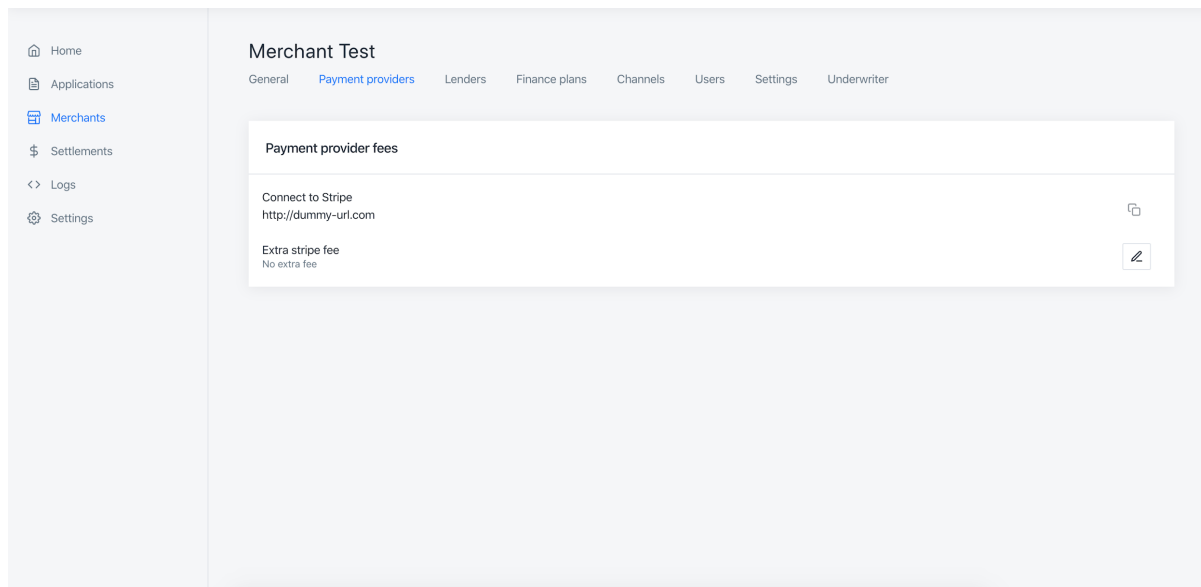 Home
Applications
Merchants
Settlements
Logs
Settings
Merchant Test
General Payment providers Lenders Finance plans Channels Users Settings Underwriter
Payment provider fees
Connect to Stripe
http://dummy-url.com
Extra stripe fee
No extra fee